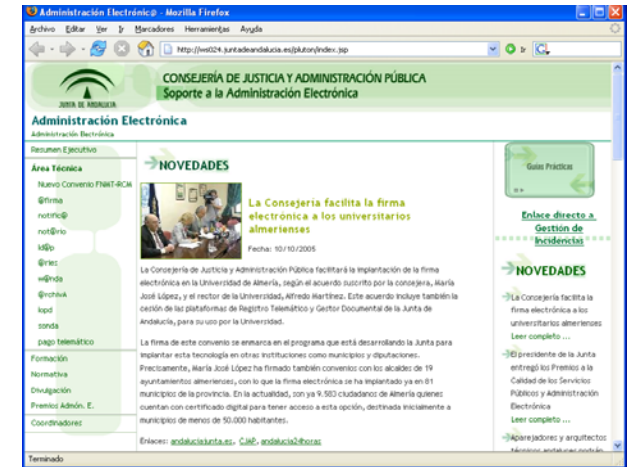 Administración Electrónic@ - Mozilla Firefox
Archivo Editar Ver Ir Marcadores Herramientas Ayuda
http://ws024.juntadeandalucia.es/pluton/index.jsp
Ir
JUNTA DE ANDALUCIA
CONSEJERÍA DE JUSTICIA Y ADMINISTRACIÓN PÚBLICA
Soporte a la Administración Electrónica
Administración Electrónica
Administración Electrónica
Resumen Ejecutivo
Área Técnica
Nuevo Convenio FNMT-RCM
@firma
notific@
not@rio
ld@p
@ries
w@nda
@rchivA
lopd
sonda
pago telemático
Formación
Normativa
Divulgación
Premios Admón. E.
Coordinadores
NOVEDADES
La Consejería facilita la firma
electrónica a los universitarios
almerienses
Fecha: 10/10/2005
La Consejería de Justicia y Administración Pública facilitará la implantación de la firma
electrónica en la Universidad de Almería, según el acuerdo suscrito por la consejera, María
José López, y el rector de la Universidad, Alfredo Martínez. Este acuerdo incluye también la
cesión de las plataformas de Registro Telemático y Gestor Documental de la Junta de
Andalucía, para su uso por la Universidad.
La firma de este convenio se enmarca en el programa que está desarrollando la Junta para
implantar esta tecnología en otras instituciones como municipios y diputaciones.
Precisamente, María José López ha firmado también convenios con los alcaldes de 19
ayuntamientos almerienses, con lo que la firma electrónica se ha implantado ya en 81
municipios de la provincia. En la actualidad, son ya 9.583 ciudadanos de Almería quienes
cuentan con certificado digital para tener acceso a esta opción, destinada inicialmente a
municipios de menos de 50.000 habitantes.
Enlaces: andaluciajunta.es, CJAP, andalucia24horas
Guías Prácticas
Enlace directo a
Gestión de
Incidencias
NOVEDADES
La Consejería facilita la
firma electrónica a los
universitarios almerienses
Leer completo ...
El presidente de la Junta
entregó los Premios a la
Calidad de los Servicios
Públicos y Administración
Electrónica
Leer completo ...
Aparejadores y arquitectos
técnicos andaluces podrán
Terminado